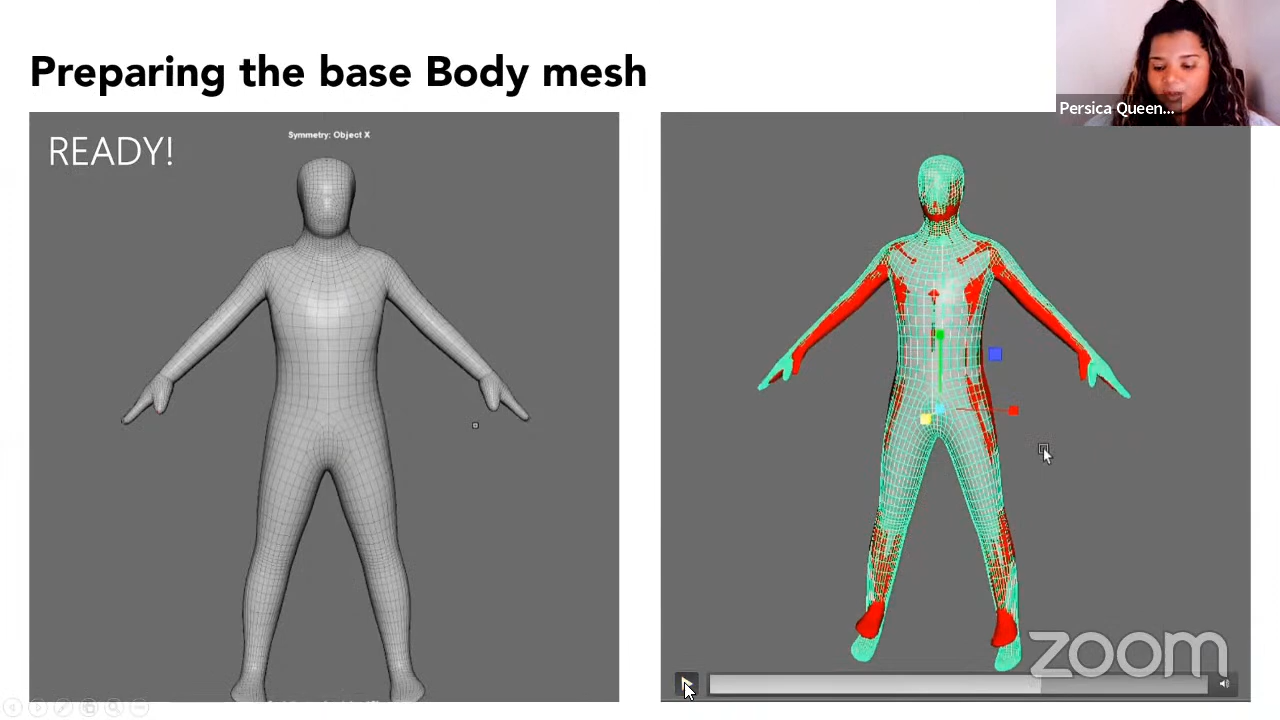 Preparing the base Body mesh
Persica Queen...
READY!
Symmetry: Object X
zoom